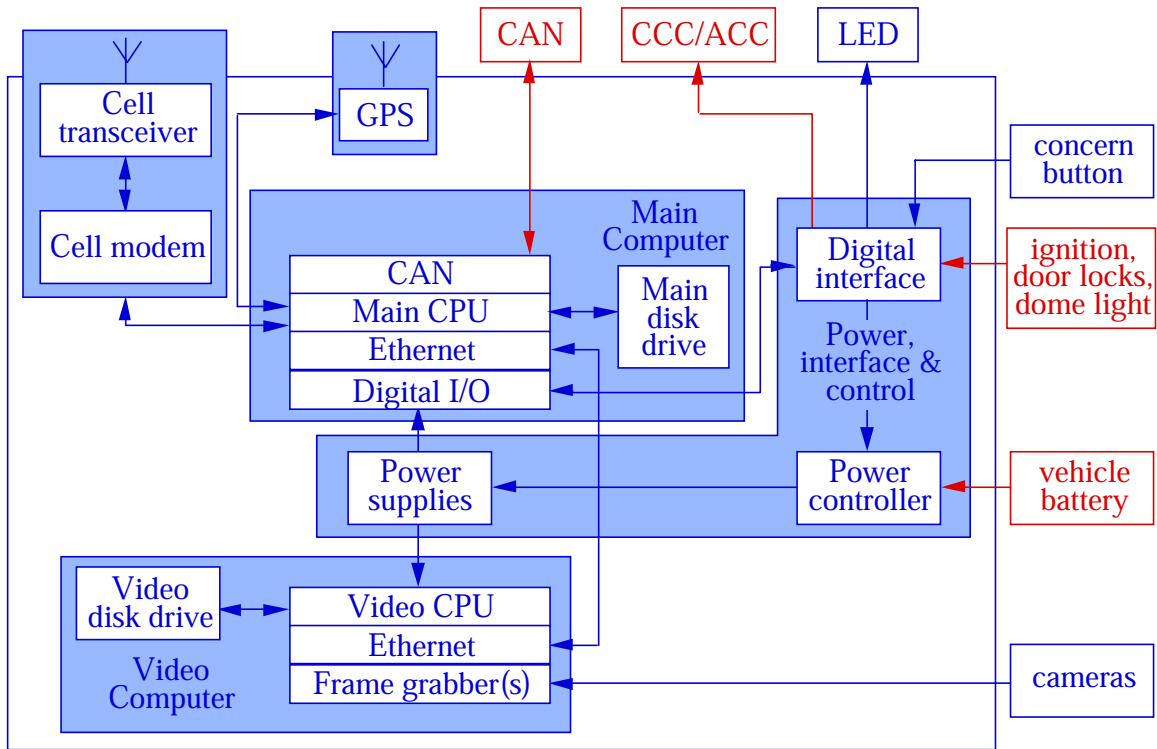 CAN
CCC/ACC
LED
Cell
transceiver
GPS
concern
button
Cell modem
Main
Computer
Digital
interface
ignition,
door locks,
dome light
CAN
Main CPU
Ethernet
Digital I/O
Main
disk
drive
Power,
interface &
control
Power
supplies
Power
controller
vehicle
battery
Video
disk drive
Video CPU
Ethernet
Frame grabber(s)
Video
Computer
cameras